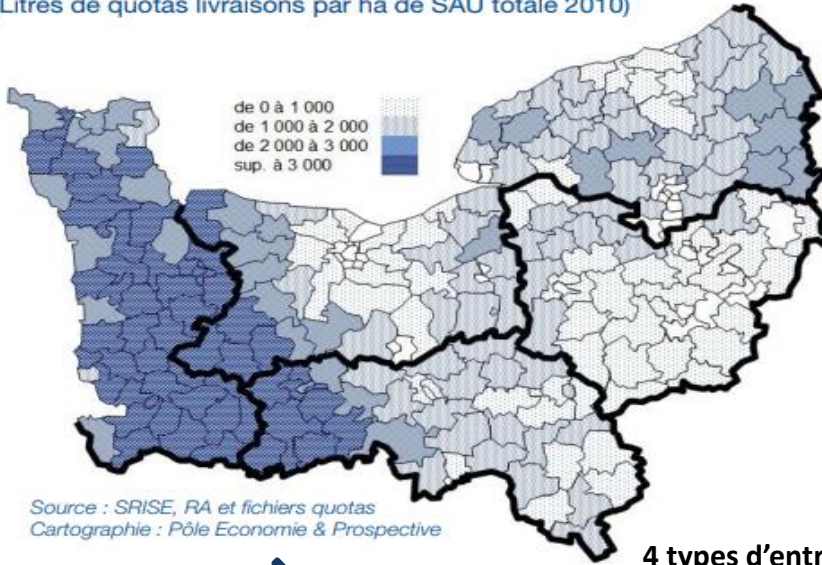 Litres de quotas livraisons par ha de SAU totale 2010)
de 0 à 1 000
de 1 000 à 2 000
de 2 000 à 3 000
sup. à 3 000
Source : SRISE, RA et fichiers quotas
Cartographie : Pôle Economie & Prospective
4 types d'entr